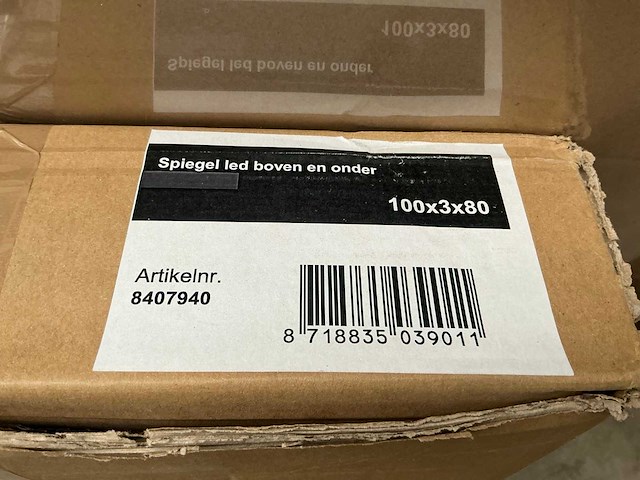 100x3x80
Spiegel led boven en onder
Spiegel led boven en onder
100x3x80
Artikelnr.
8407940
8 718835 039011